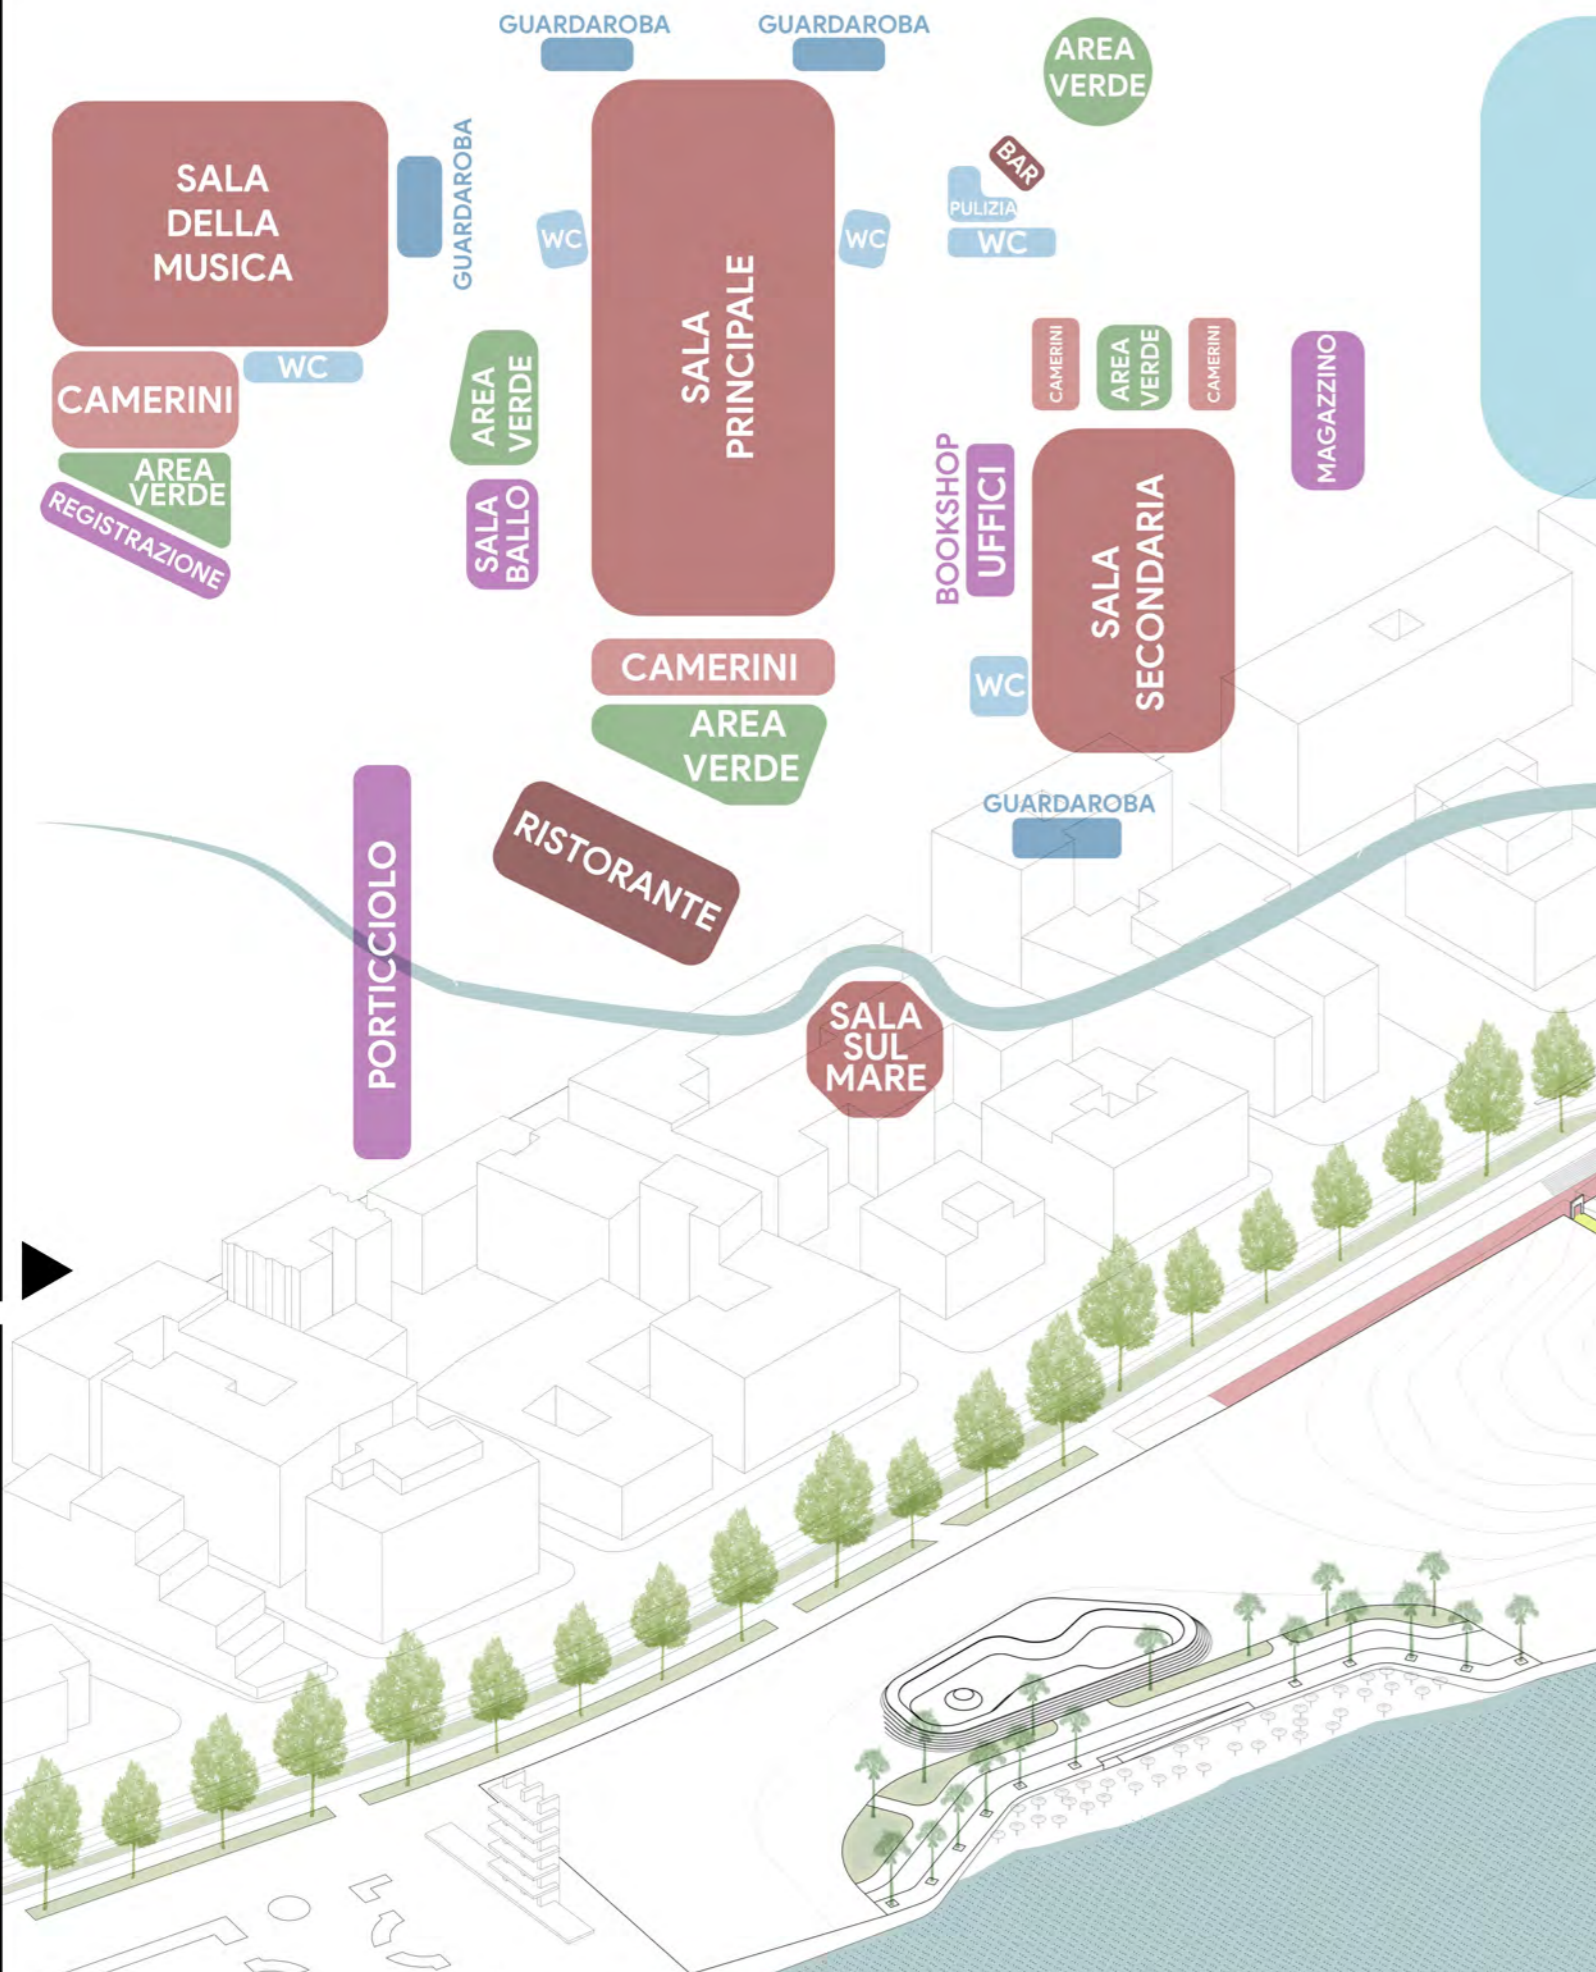 GUARDAROBA
GUARDAROBA
AREA
VERDE
SALA
DELLA
MUSICA
GUARDAROBA
WC
SALA
PRINCIPALE
WC
BAR
PULIZIA
WC
CAMERINI
WC
AREA
VERDE
REGISTRAZIONE
AREA
VERDE
SALA
BALLO
CAMERINI
AREA
VERDE
CAMERINI
MAGAZZINO
BOOKSHOP
UFFICI
SALA
SECONDARIA
WC
CAMERINI
AREA
VERDE
GUARDAROBA
RISTORANTE
PORTICCIOLO
SALA
SUL
MARE